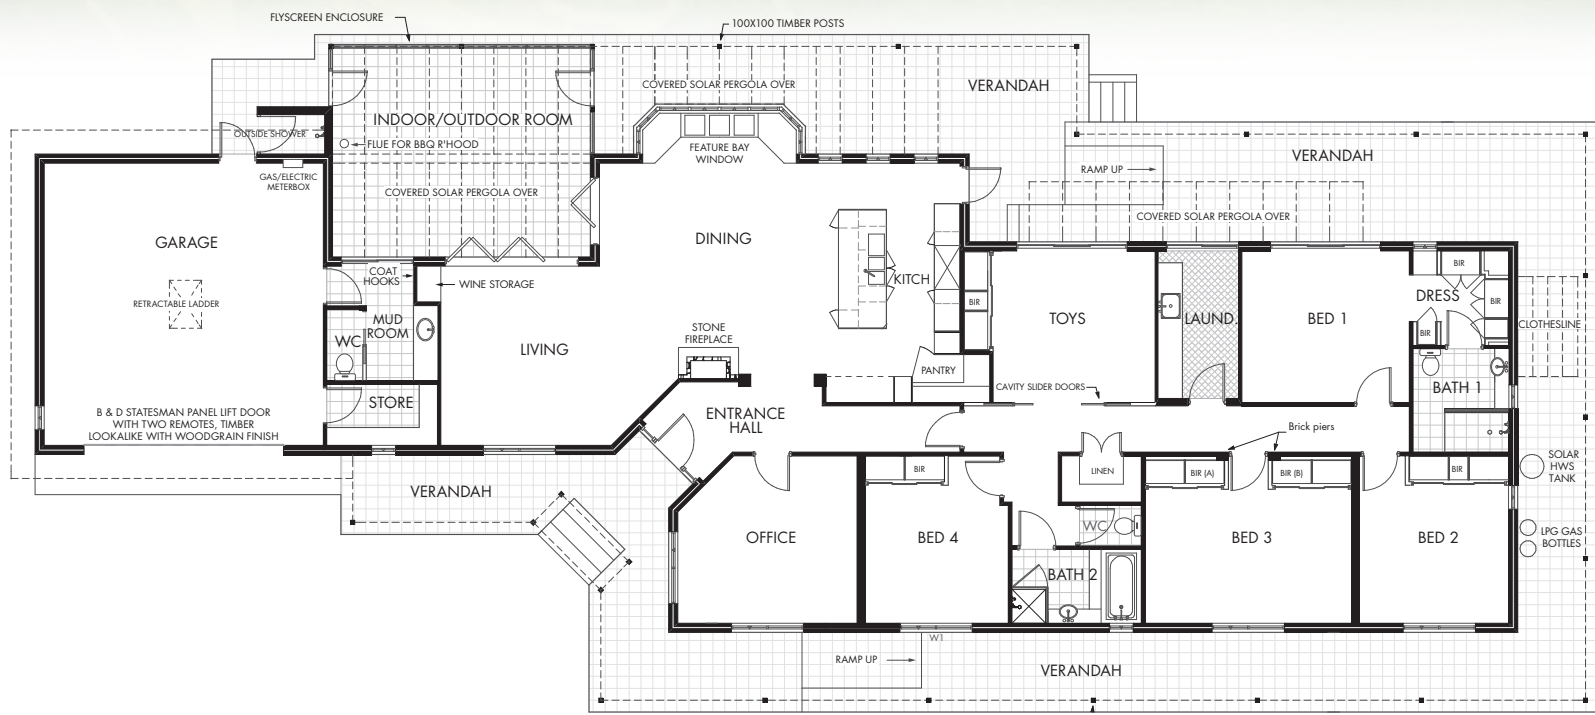 FLYSCREEN ENCLOSURE
100X100 TIMBER POSTS
COVERED SOLAR PERGOLA OVER
VERANDAH
INDOOR/OUTDOOR ROOM
OUTSIDE SHOWER
FLUE FOR BBQ R'HOOD
FEATURE BAY
WINDOW
VERANDAH
RAMP UP
GAS/ELECTRIC
METERBOX
COVERED SOLAR PERGOLA OVER
COVERED SOLAR PERGOLA OVER
GARAGE
DINING
RETRACTABLE LADDER
COAT
HOOKS
WINE STORAGE
KITCH
BIR
TOYS
LAUND.
BED 1
BIR
DRESS
BIR
BIR
CLOTHESLINE
MUD
ROOM
WC
LIVING
STONE
FIREPLACE
PANTRY
CAVITY SLIDER DOORS
BATH 1
STORE
B & D STATESMAN PANEL LIFT DOOR
WITH TWO REMOTES, TIMBER
LOOKALIKE WITH WOODGRAIN FINISH
ENTRANCE
HALL
Brick piers
VERANDAH
BIR
LINEN
BIR (A)
BIR (B)
BIR
SOLAR
HWS
TANK
OFFICE
BED 4
WC
BED 3
BED 2
LPG GAS
BOTTLES
BATH 2
W1
RAMP UP
VERANDAH